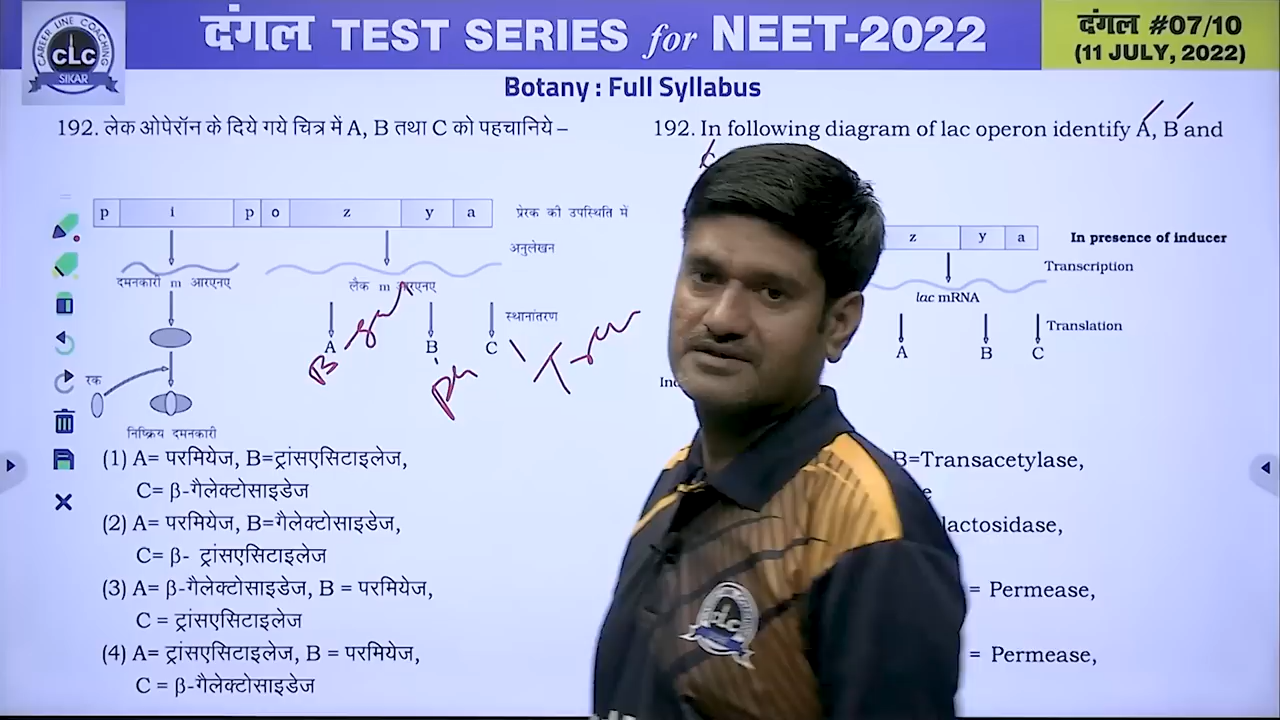 CAREER LINE COACHING
CLC
SIKAR
दंगल TEST SERIES for NEET-2022
दंगल #07/10
(11 JULY, 2022)
Botany : Full Syllabus
192. लेक ओपेरॉन के दिये गये चित्र में A, B तथा C को पहचानिये –
p i p o z y a
प्रेरक की उपस्थिति में
अनुलेखन
दमनकारी m आरएनए
लैक m आरएनए
स्थानांतरण
A B C
रक
निष्क्रिय दमनकारी
(1) A= परमियेज, B=ट्रांसएसिटाइलेज,
C= β-गैलेक्टोसाइडेज
(2) A= परमियेज, B=गैलेक्टोसाइडेज,
C= β- ट्रांसएसिटाइलेज
(3) A= β-गैलेक्टोसाइडेज, B = परमियेज,
C = ट्रांसएसिटाइलेज
(4) A= ट्रांसएसिटाइलेज, B = परमियेज,
C = β-गैलेक्टोसाइडेज
192. In following diagram of lac operon identify A, B and
C
z y a
In presence of inducer
Transcription
lac mRNA
Translation
A B C
B=Transacetylase,
lactosidase,
= Permease,
= Permease,
CLC